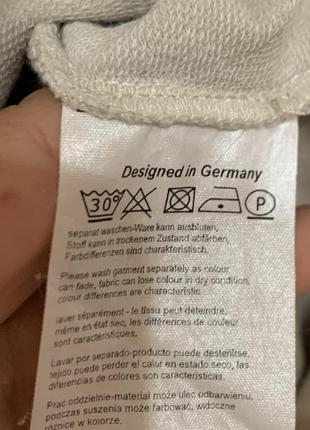 Designed in Germany
30° P
separat waschen-Ware kann ausbluten,
Stoff kann in trockenem Zustand abfärben,
Farbdifferenzen sind charakteristisch.
Please wash garment separately as colour
can fade, fabric can lose colour in dry condition.
colour differences are characteristic
laver séparément - le tissu peut déteindre,
même en état sec, les différences de couleur
sont typiques.
Lavar por separado-producto puede desteñirse.
tejido puede perder el color en estado seco, las
diferencias de colores son características.
Prać oddzielnie-materiał może ulec odbarwieniu,
podczas suszenia może farbować, widoczne
różnice w kolorze.